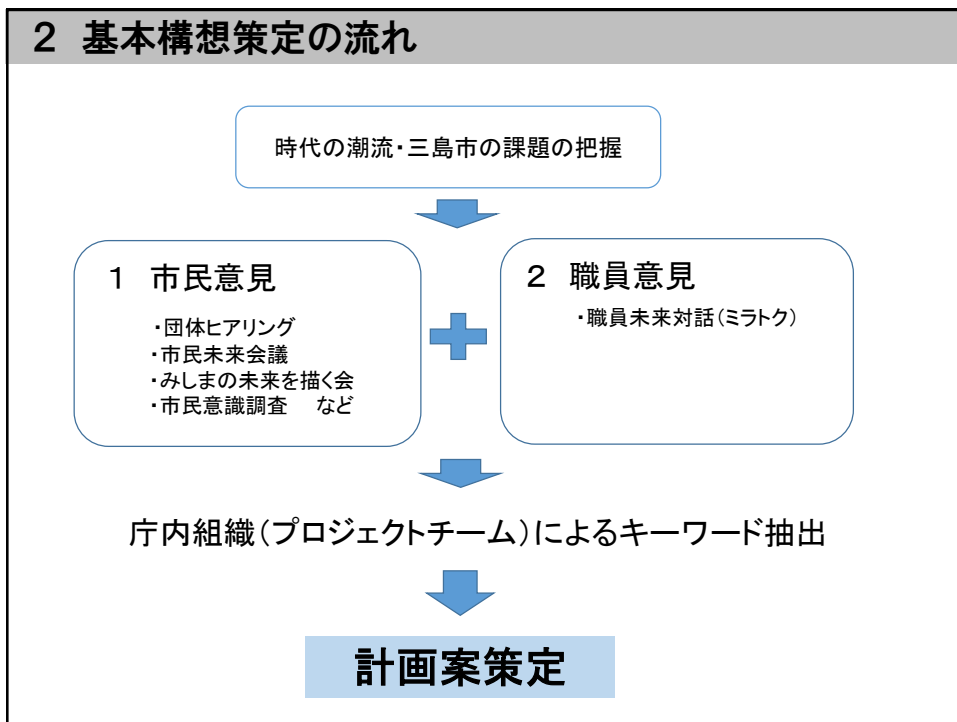 2 基本構想策定の流れ
時代の潮流・三島市の課題の把握
1 市民意見
・団体ヒアリング
・市民未来会議
・みしまの未来を描く会
・市民意識調査 など
2 職員意見
・職員未来対話(ミラトク)
庁内組織(プロジェクトチーム)によるキーワード抽出
計画案策定